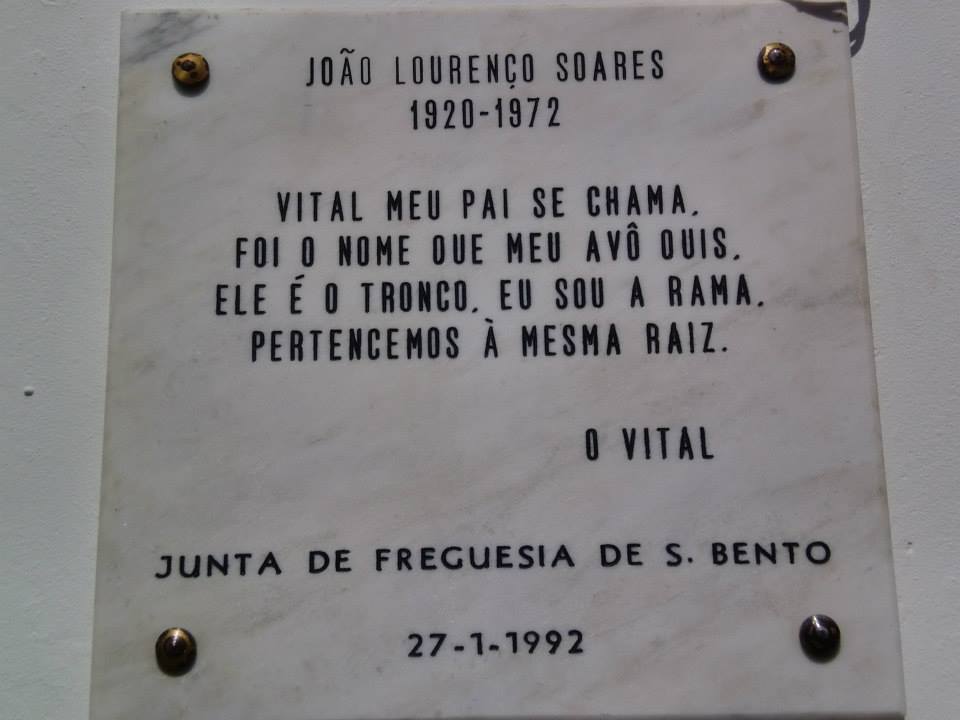 JOÃO LOURENÇO SOARES
1920-1972
VITAL MEU PAI SE CHAMA,
FOI O NOME QUE MEU AVÔ QUIS,
ELE É O TRONCO, EU SOU A RAMA,
PERTENCEMOS À MESMA RAIZ.
O VITAL
JUNTA DE FREGUESIA DE S. BENTO
27-1-1992